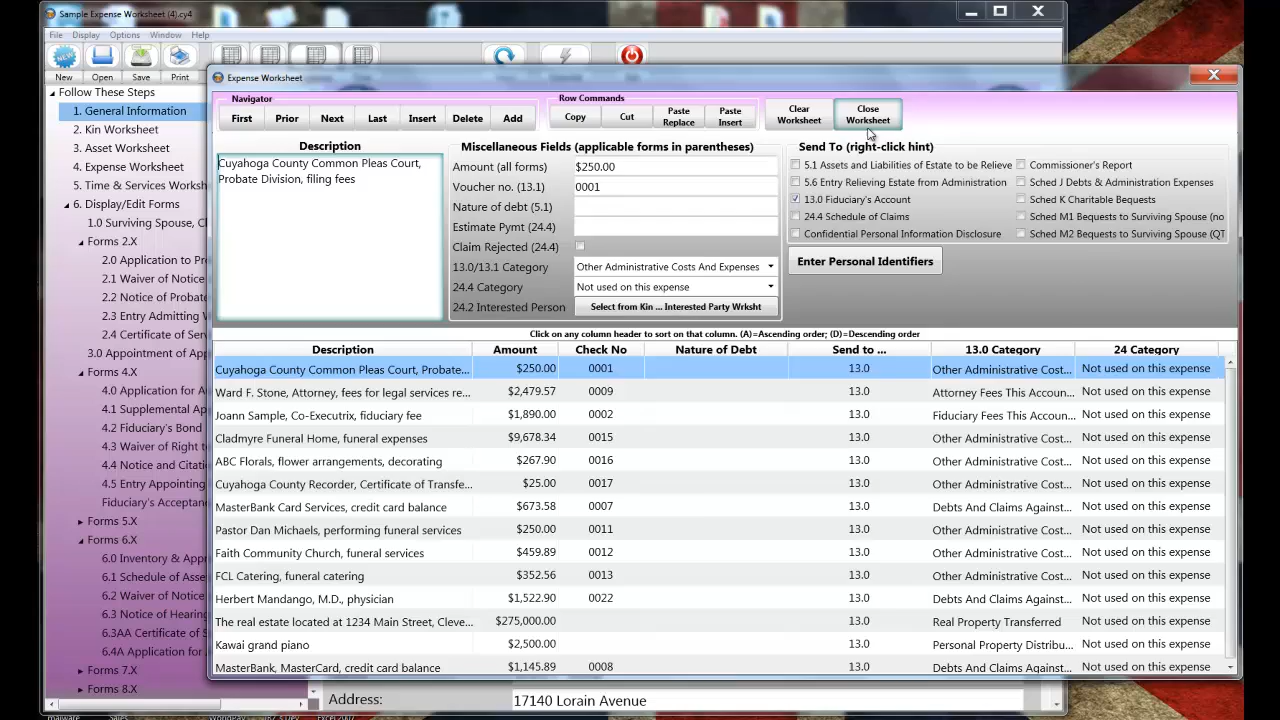 Sample Expense Worksheet (4).cy4
File Display Options Window Help
New Open Save Print
Follow These Steps
1. General Information
2. Kin Worksheet
3. Asset Worksheet
4. Expense Worksheet
5. Time & Services Worksh
6. Display/Edit Forms
1.0 Surviving Spouse, C
Forms 2.X
2.0 Application to Pr
2.1 Waiver of Notice
2.2 Notice of Probat
2.3 Entry Admitting V
2.4 Certificate of Serv
3.0 Appointment of Ap
Forms 4.X
4.0 Application for A
4.1 Supplemental Ap
4.2 Fiduciary's Bond
4.3 Waiver of Right t
4.4 Notice and Citati
4.5 Entry Appointing
Fiduciary's Acceptan
Forms 5.X
Forms 6.X
6.0 Inventory & Appr
6.1 Schedule of Asse
6.2 Waiver of Notice
6.3 Notice of Hearing
6.3AA Certificate of S
6.4A Application for
Forms 7.X
Forms 8.X
Expense Worksheet
Navigator
First Prior Next Last Insert Delete Add
Row Commands
Copy Cut Paste Replace Paste Insert
Clear Worksheet
Close Worksheet
Description
Cuyahoga County Common Pleas Court,
Probate Division, filing fees
Miscellaneous Fields (applicable forms in parentheses)
Amount (all forms) $250.00
Voucher no. (13.1) 0001
Nature of debt (5.1)
Estimate Pymt (24.4)
Claim Rejected (24.4)
13.0/13.1 Category Other Administrative Costs And Expenses
24.4 Category Not used on this expense
24.2 Interested Person Select from Kin ... Interested Party Wrksht
Send To (right-click hint)
5.1 Assets and Liabilities of Estate to be Relieve Commissioner's Report
5.6 Entry Relieving Estate from Administration Sched J Debts & Administration Expenses
13.0 Fiduciary's Account Sched K Charitable Bequests
24.4 Schedule of Claims Sched M1 Bequests to Surviving Spouse (no
Confidential Personal Information Disclosure Sched M2 Bequests to Surviving Spouse (QT
Enter Personal Identifiers
Click on any column header to sort on that column. (A)=Ascending order; (D)=Descending order
Description Amount Check No Nature of Debt Send to ... 13.0 Category 24 Category
Cuyahoga County Common Pleas Court, Probate... $250.00 0001 13.0 Other Administrative Cost... Not used on this expense
Ward F. Stone, Attorney, fees for legal services re... $2,479.57 0009 13.0 Attorney Fees This Accoun... Not used on this expense
Joann Sample, Co-Executrix, fiduciary fee $1,890.00 0002 13.0 Fiduciary Fees This Accoun... Not used on this expense
Cladmyre Funeral Home, funeral expenses $9,678.34 0015 13.0 Other Administrative Cost... Not used on this expense
ABC Florals, flower arrangements, decorating $267.90 0016 13.0 Other Administrative Cost... Not used on this expense
Cuyahoga County Recorder, Certificate of Transfe... $25.00 0017 13.0 Other Administrative Cost... Not used on this expense
MasterBank Card Services, credit card balance $673.58 0007 13.0 Debts And Claims Against... Not used on this expense
Pastor Dan Michaels, performing funeral services $250.00 0011 13.0 Other Administrative Cost... Not used on this expense
Faith Community Church, funeral services $459.89 0012 13.0 Other Administrative Cost... Not used on this expense
FCL Catering, funeral catering $352.56 0013 13.0 Other Administrative Cost... Not used on this expense
Herbert Mandango, M.D., physician $1,522.90 0022 13.0 Debts And Claims Against... Not used on this expense
The real estate located at 1234 Main Street, Cleve... $275,000.00 13.0 Real Property Transferred Not used on this expense
Kawai grand piano $2,500.00 13.0 Personal Property Distribu... Not used on this expense
MasterBank, MasterCard, credit card balance $1,145.89 0008 13.0 Debts And Claims Against... Not used on this expense
Address: 17140 Lorain Avenue